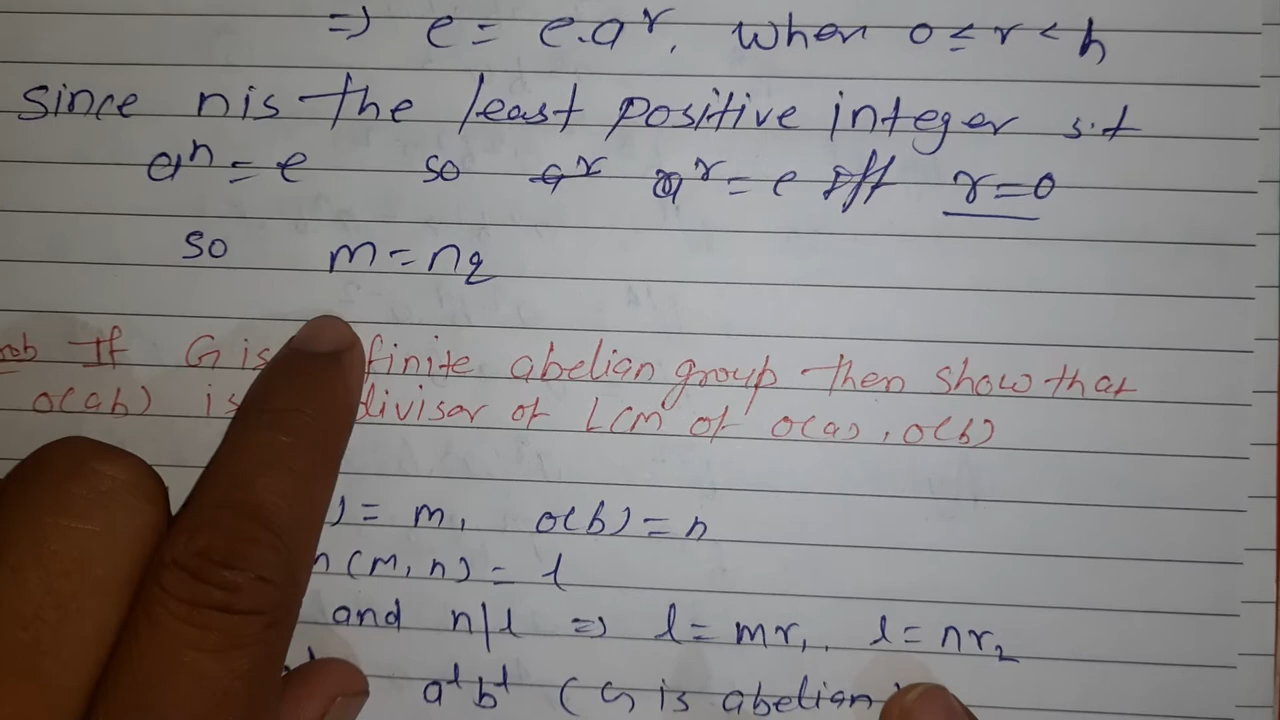 => e = e.a^r, when 0 ≤ r < n
since n is the least positive integer s.t
a^n = e so a^r = e iff r = 0
so m = nq
If G is finite abelian group then show that
o(ab) is divisor of LCM of o(a), o(b)
) = m, o(b) = n
(m, n) = l
and n/l => l = mr₁, l = nr₂
a^l b^l (G is abelian)